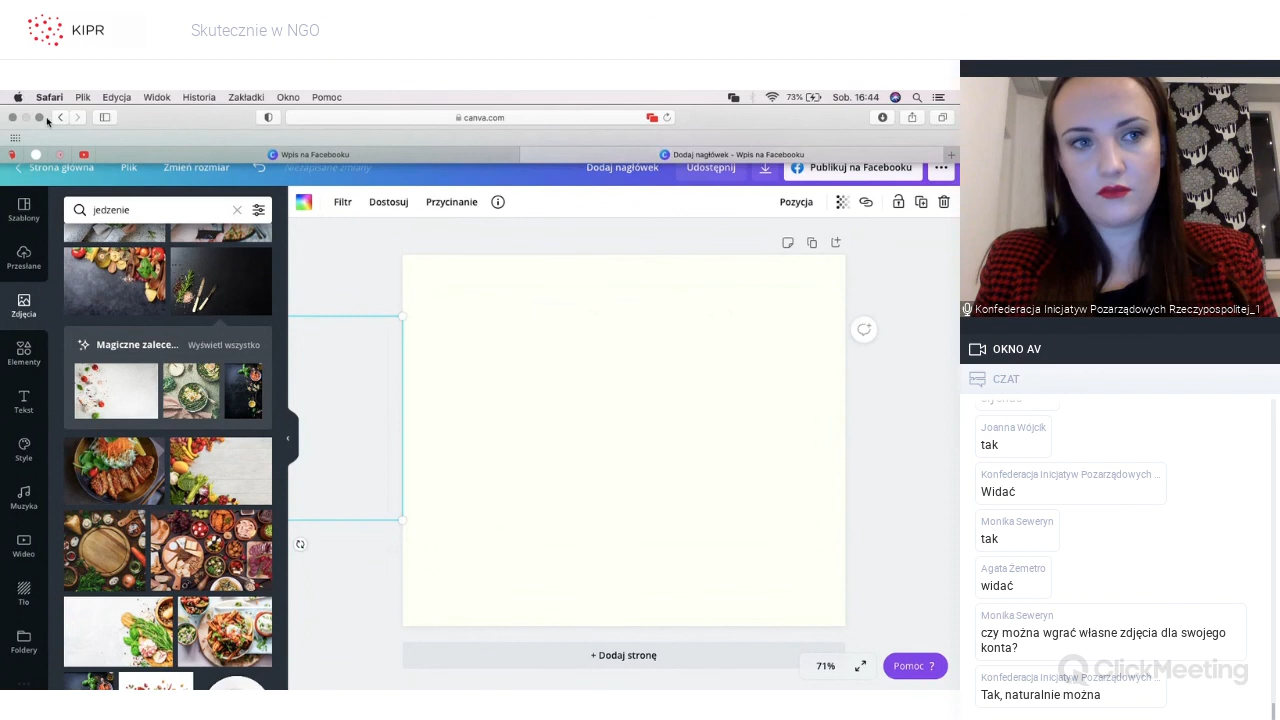 KIPR
Skutecznie w NGO
Safari Plik Edycja Widok Historia Zakładki Okno Pomoc
73% Sob. 16:44
canva.com
Wpis na Facebooku
Dodaj nagłówek - Wpis na Facebooku
Strona główna Plik Zmień rozmiar Niezapisane zmiany Dodaj nagłówek Udostępnij Publikuj na Facebooku
jedzenie
Filtr Dostosuj Przycinanie Pozycja
Szablony
Przesłane
Zdjęcia
Elementy
Tekst
Style
Muzyka
Wideo
Tło
Foldery
Magiczne zalece... Wyświetl wszystko
+ Dodaj stronę
71%
Pomoc ?
Konfederacja Inicjatyw Pozarządowych Rzeczypospolitej_1
OKNO AV
CZAT
Joanna Wójcik
tak
Konfederacja Inicjatyw Pozarządowych ...
Widać
Monika Seweryn
tak
Agata Żemetro
widać
Monika Seweryn
czy można wgrać własne zdjęcia dla swojego
konta?
Konfederacja Inicjatyw Pozarządowych ...
Tak, naturalnie można
ClickMeeting